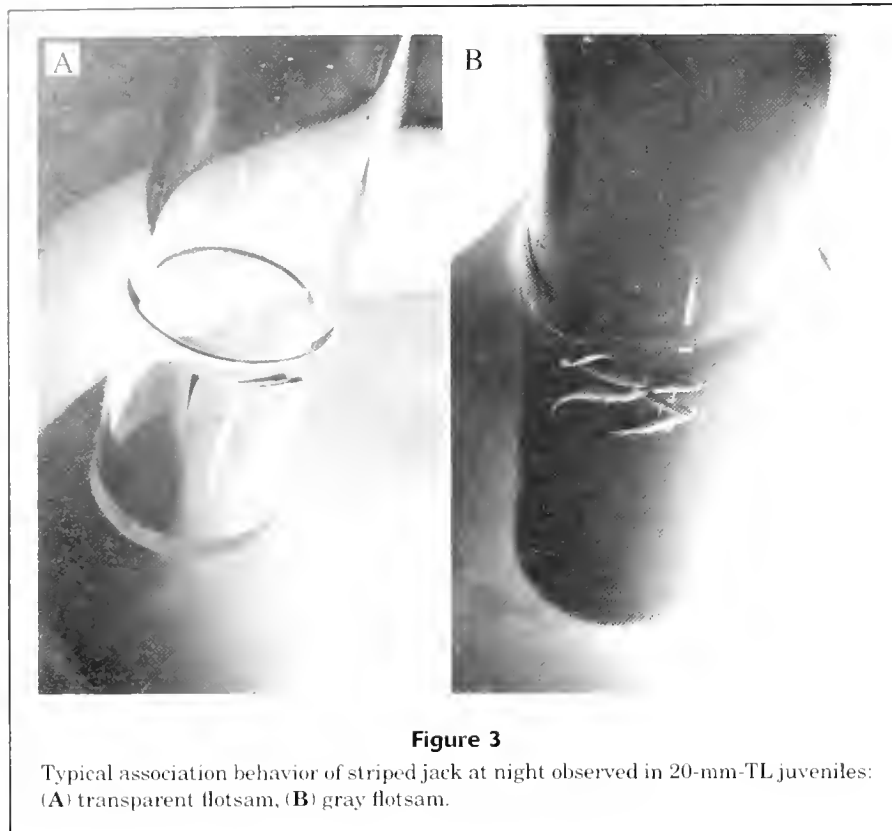 A
B
Figure 3
Typical association behavior of striped jack at night observed in 20-mm-TL juveniles:
(A) transparent flotsam, (B) gray flotsam.